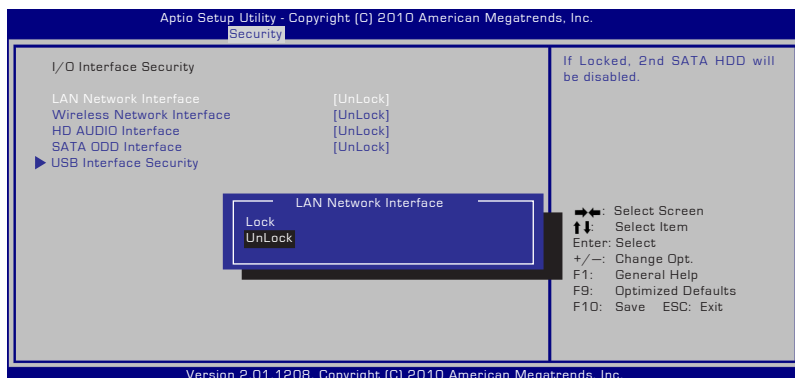 Aptio Setup Utility - Copyright (C) 2010 American Megatrends, Inc.
Security
I/O Interface Security
LAN Network Interface [UnLock]
Wireless Network Interface [UnLock]
HD AUDIO Interface [UnLock]
SATA ODD Interface [UnLock]
USB Interface Security
If Locked, 2nd SATA HDD will
be disabled.
LAN Network Interface
Lock
UnLock
→←: Select Screen
↑↓: Select Item
Enter: Select
+/—: Change Opt.
F1: General Help
F9: Optimized Defaults
F10: Save ESC: Exit
Version 2.01.1208. Copyright (C) 2010 American Megatrends, Inc.